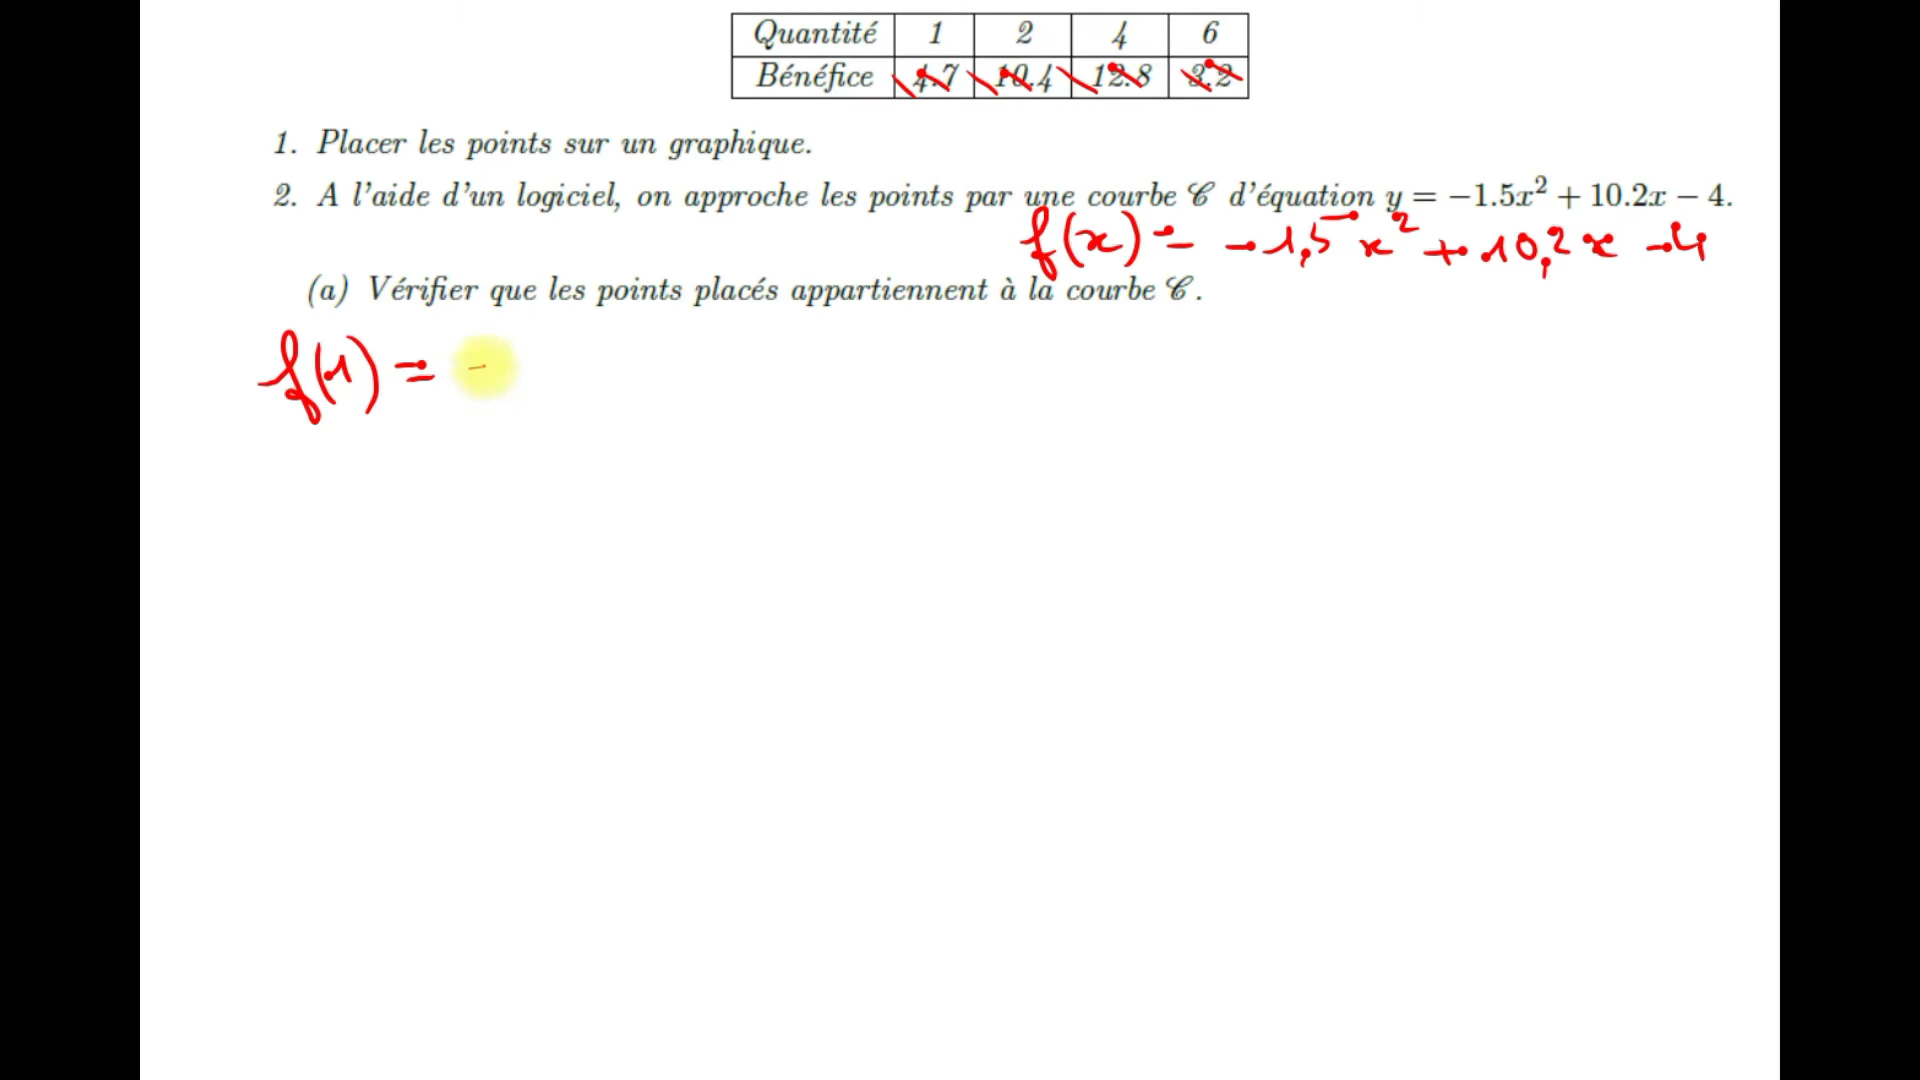 Quantité 1 2 4 6
Bénéfice 4.7 10.4 12.8 3.2
1. Placer les points sur un graphique.
2. A l'aide d'un logiciel, on approche les points par une courbe 𝒞 d'équation y = −1.5x² + 10.2x − 4.
f(x) = -1,5x² + 10,2x - 4
(a) Vérifier que les points placés appartiennent à la courbe 𝒞.
f(1) = -